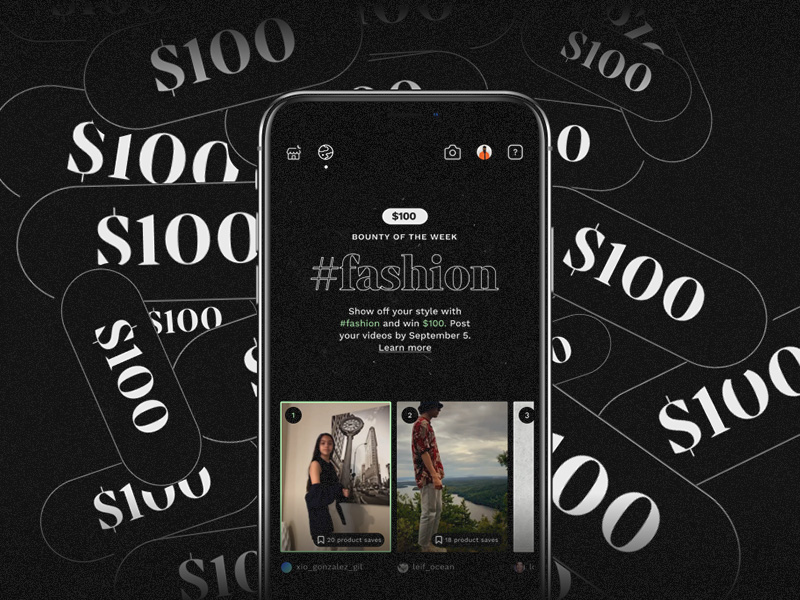 $100
$100
$100
$100
$100
$100
$100
$100
$100
$100
$100
BOUNTY OF THE WEEK
#fashion
Show off your style with
#fashion and win $100. Post
your videos by September 5.
Learn more
1
2
3
20 product saves
18 product saves
xio_gonzalez_gil
leif_ocean
?